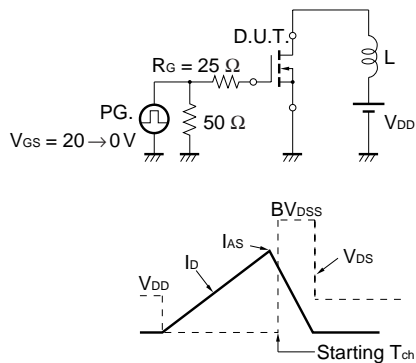 D.U.T.
RG = 25 Ω
L
PG.
50 Ω
VDD
VGS = 20 → 0 V
BVDSS
IAS
VDS
ID
VDD
Starting Tch